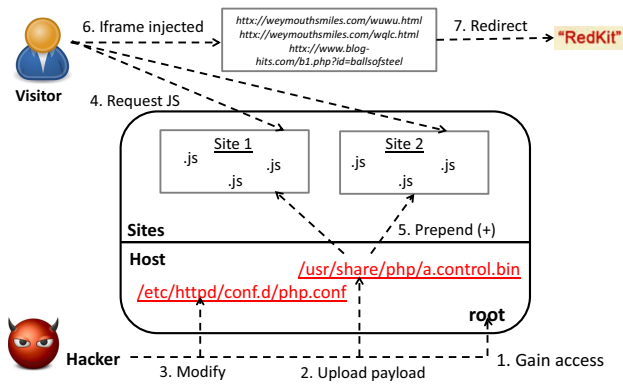 6. Iframe injected
httx://weymouthsmiles.com/wuwu.html
httx://weymouthsmiles.com/wqlc.html
httx://www.blog-
hits.com/b1.php?id=ballsofsteel
7. Redirect
“RedKit”
Visitor
4. Request JS
Site 1
.js
.js
.js
Site 2
.js
.js
.js
Sites
5. Prepend (+)
Host
/usr/share/php/a.control.bin
/etc/httpd/conf.d/php.conf
root
Hacker
3. Modify
2. Upload payload
1. Gain access